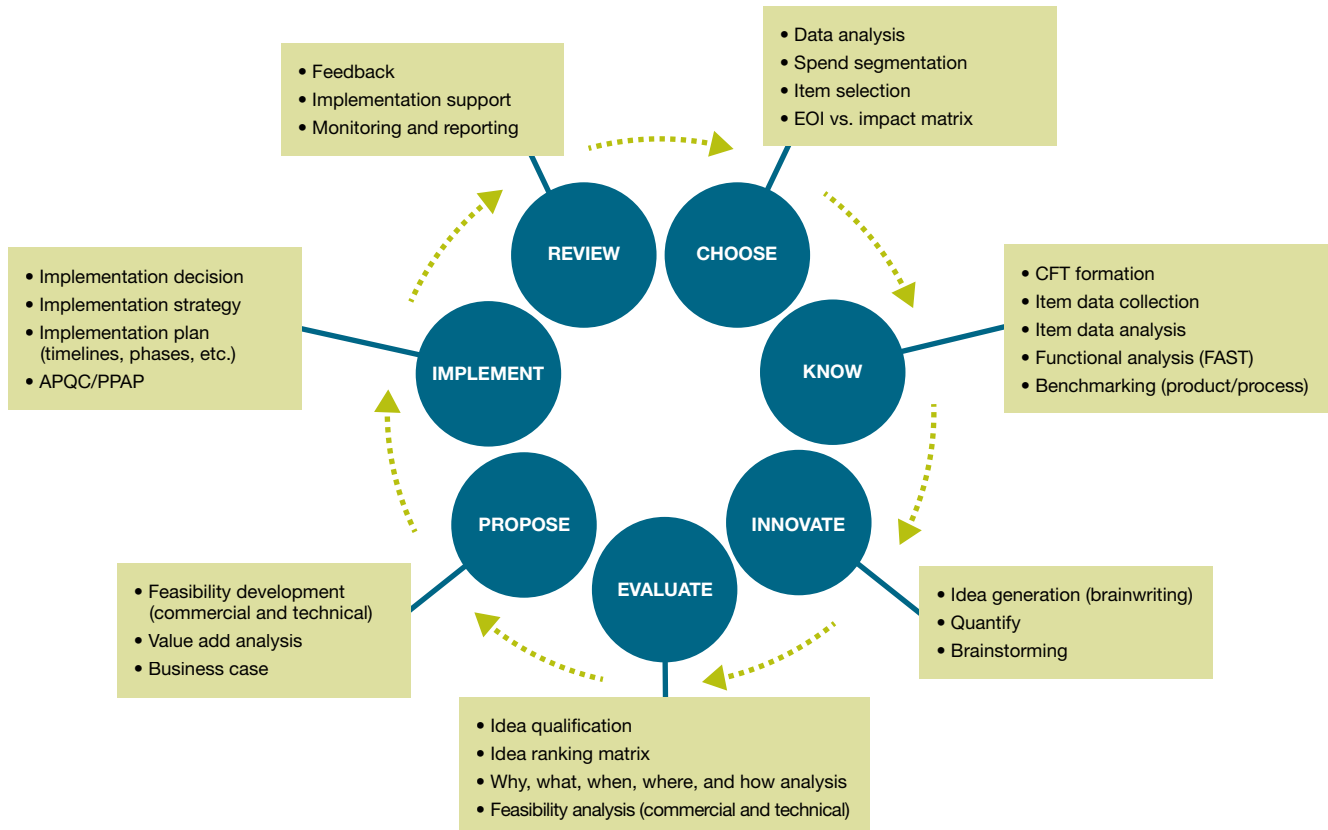 • Data analysis
• Spend segmentation
• Item selection
• EOI vs. impact matrix
• Feedback
• Implementation support
• Monitoring and reporting
REVIEW
CHOOSE
• Implementation decision
• Implementation strategy
• Implementation plan
(timelines, phases, etc.)
• APQC/PPAP
• CFT formation
• Item data collection
• Item data analysis
• Functional analysis (FAST)
• Benchmarking (product/process)
IMPLEMENT
KNOW
PROPOSE
INNOVATE
EVALUATE
• Feasibility development
(commercial and technical)
• Value add analysis
• Business case
• Idea generation (brainwriting)
• Quantify
• Brainstorming
• Idea qualification
• Idea ranking matrix
• Why, what, when, where, and how analysis
• Feasibility analysis (commercial and technical)